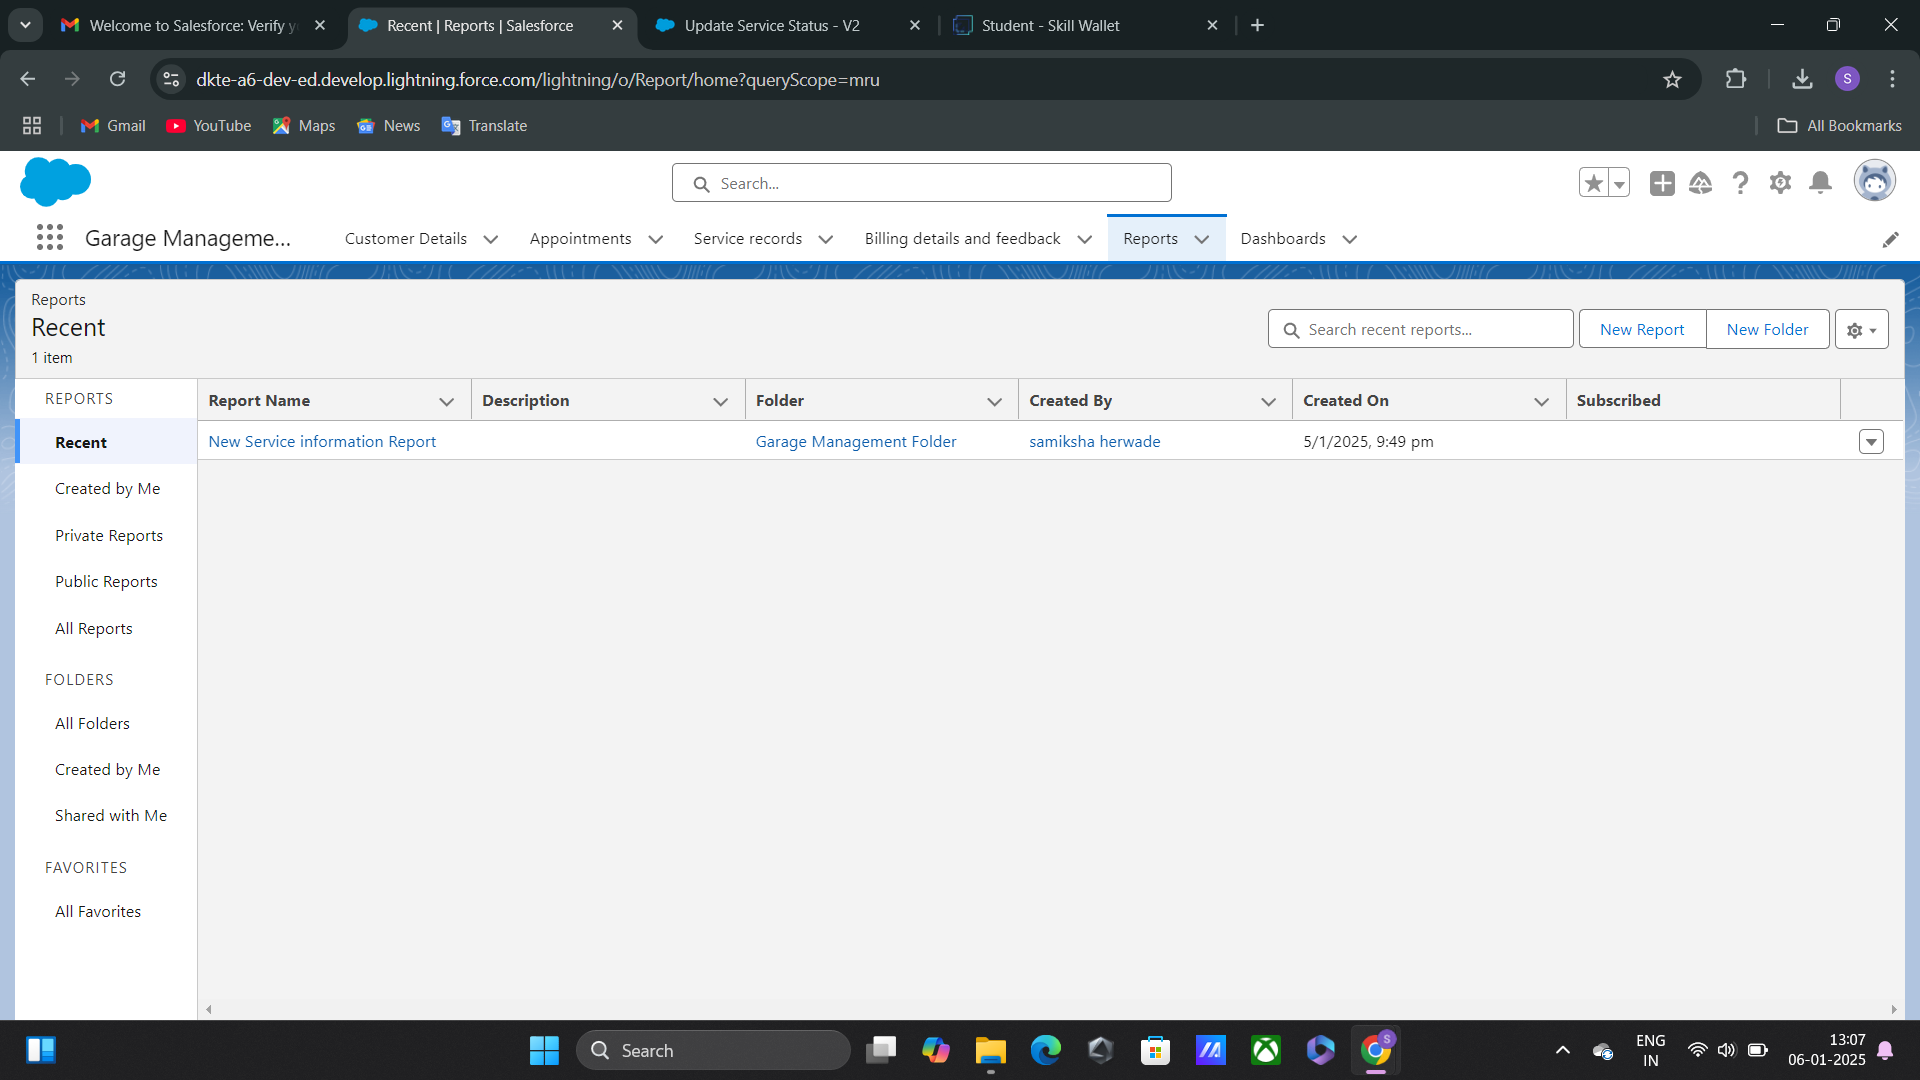 Welcome to Salesforce: Verify y
Recent | Reports | Salesforce
Update Service Status - V2
Student - Skill Wallet
dkte-a6-dev-ed.develop.lightning.force.com/lightning/o/Report/home?queryScope=mru
S
Gmail
YouTube
Maps
News
Translate
All Bookmarks
Search...
Garage Manageme...
Customer Details
Appointments
Service records
Billing details and feedback
Reports
Dashboards
Reports
Recent
1 item
Search recent reports...
New Report
New Folder
REPORTS
Recent
Created by Me
Private Reports
Public Reports
All Reports
FOLDERS
All Folders
Created by Me
Shared with Me
FAVORITES
All Favorites
Report Name
Description
Folder
Created By
Created On
Subscribed
New Service information Report
Garage Management Folder
samiksha herwade
5/1/2025, 9:49 pm
Search
S
ENG
IN
13:07
06-01-2025